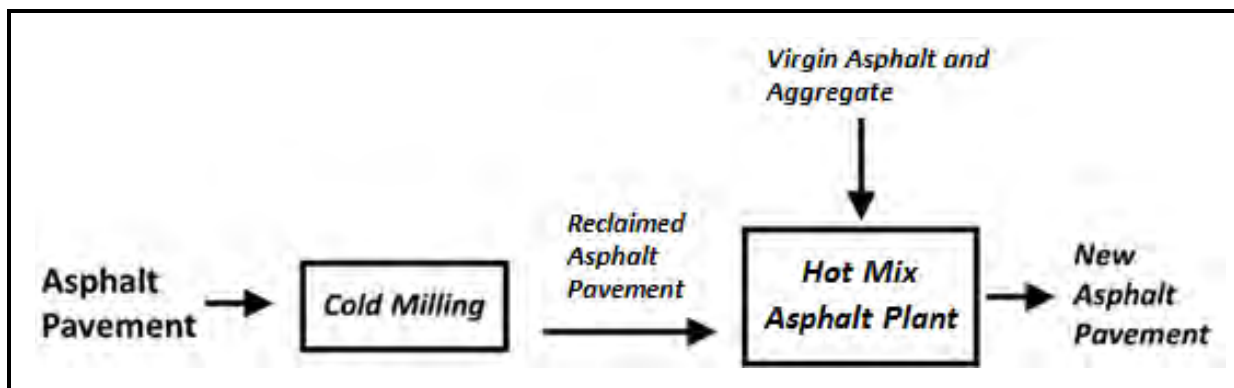 Virgin Asphalt and
Aggregate
Reclaimed
Asphalt
Pavement
Asphalt
Pavement
Cold Milling
Hot Mix
Asphalt Plant
New
Asphalt
Pavement